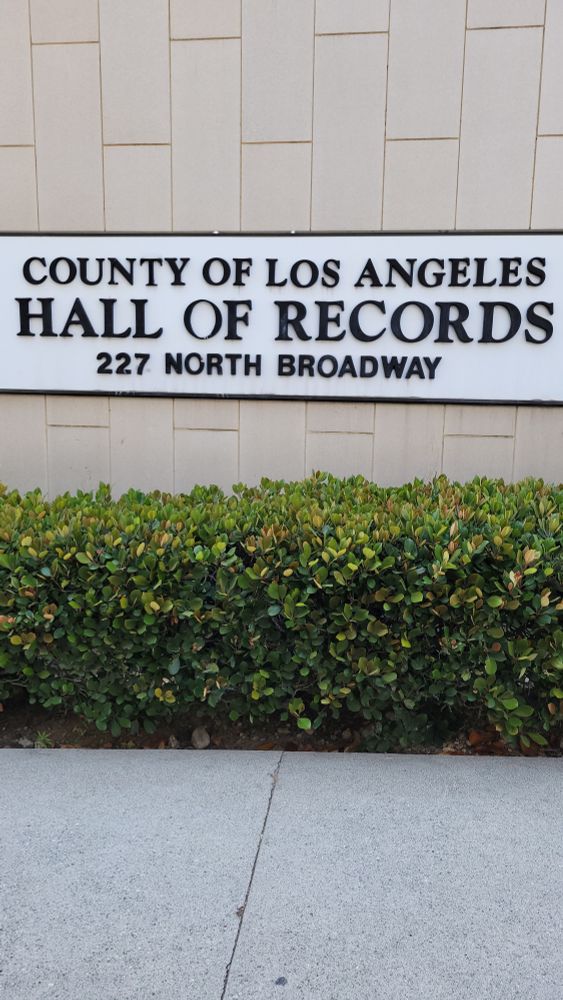 COUNTY OF LOS ANGELES
HALL OF RECORDS
227 NORTH BROADWAY